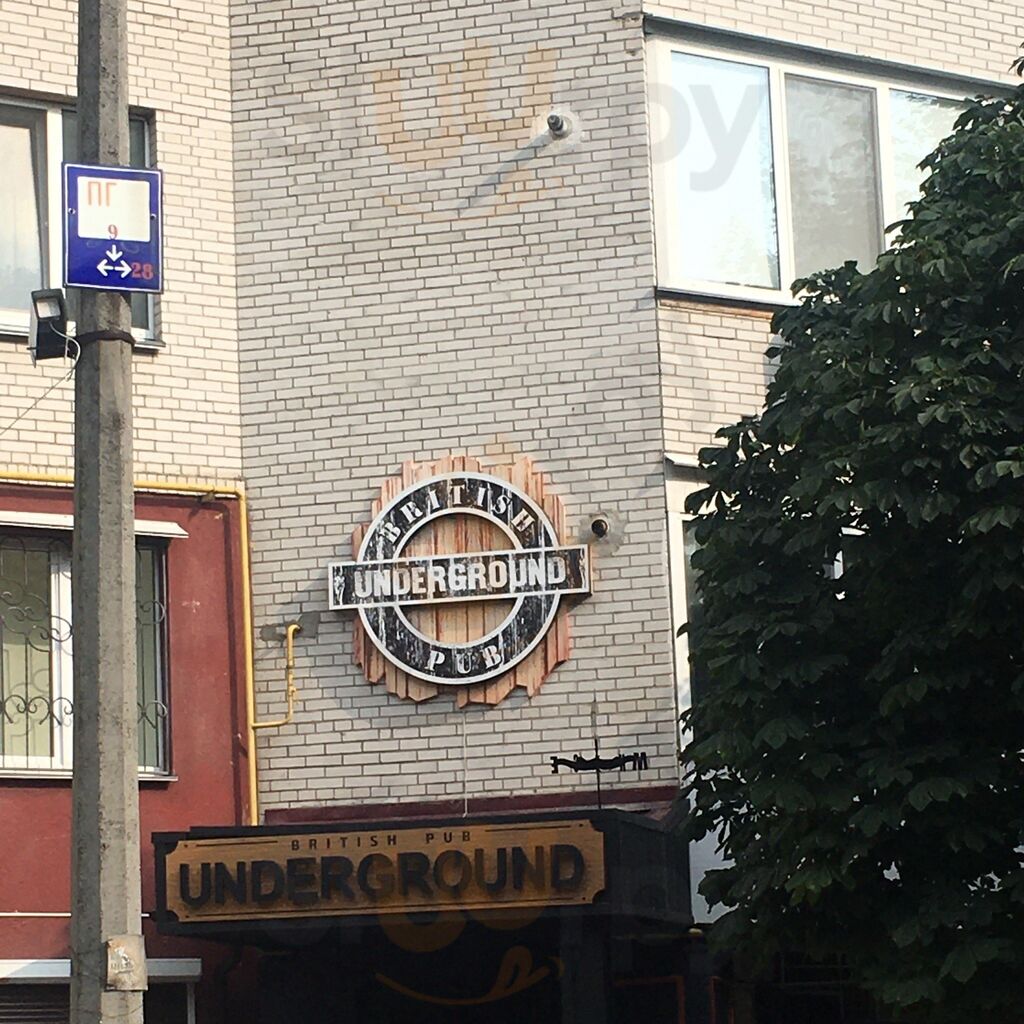 ПГ
9
28
BRITISH
UNDERGROUND
PUB
BRITISH PUB
UNDERGROUND